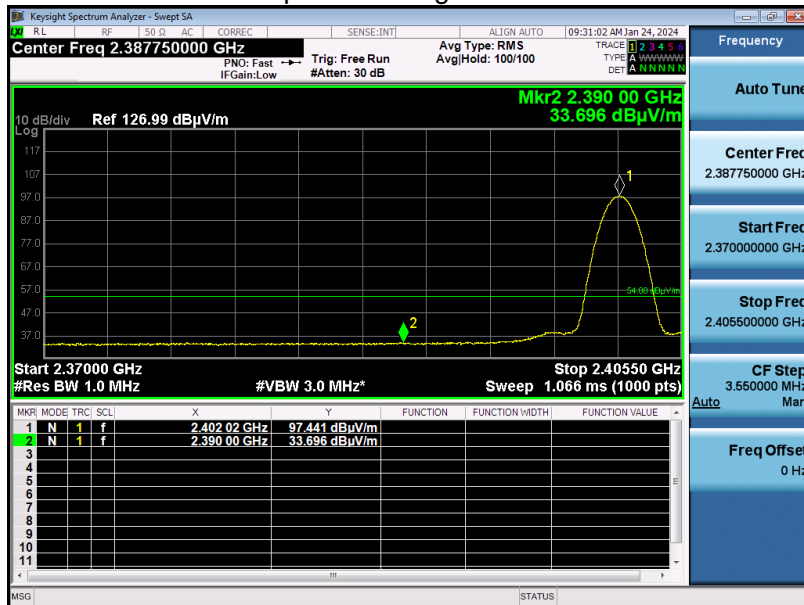 Keysight Spectrum Analyzer - Swept SA
LXI RL RF 50 Ω AC CORREC SENSE:INT ALIGN AUTO 09:31:02 AM Jan 24, 2024
Center Freq 2.387750000 GHz
PNO: Fast
IFGain:Low
Trig: Free Run
#Atten: 30 dB
Avg Type: RMS
Avg|Hold: 100/100
TRACE 1 2 3 4 5 6
TYPE A WWWWW
DET A N N N N N
Mkr2 2.390 00 GHz
33.696 dBµV/m
10 dB/div Ref 126.99 dBµV/m
Log
117
107
97.0
87.0
77.0
67.0
57.0
47.0
37.0
1
2
54.00 dBµV/m
Start 2.37000 GHz Stop 2.40550 GHz
#Res BW 1.0 MHz #VBW 3.0 MHz* Sweep 1.066 ms (1000 pts)
MKR MODE TRC SCL X Y FUNCTION FUNCTION WIDTH FUNCTION VALUE
1 N 1 f 2.402 02 GHz 97.441 dBµV/m
2 N 1 f 2.390 00 GHz 33.696 dBµV/m
3
4
5
6
7
8
9
10
11
MSG STATUS
Frequency
Auto Tune
Center Freq
2.387750000 GHz
Start Freq
2.370000000 GHz
Stop Freq
2.405500000 GHz
CF Step
3.550000 MHz
Auto Man
Freq Offset
0 Hz